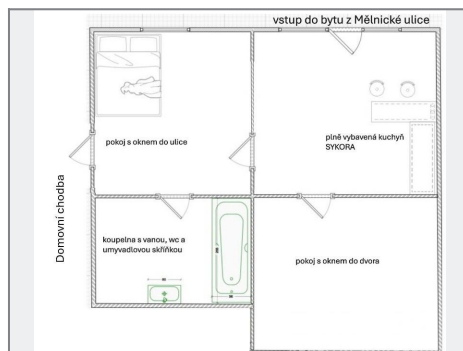 vstup do bytu z Mělnické ulice
pokoj s oknem do ulice
plně vybavená kuchyň
SYKORA
Domovní chodba
koupelna s vanou, wc a
umyvadlovou skříňkou
pokoj s oknem do dvora